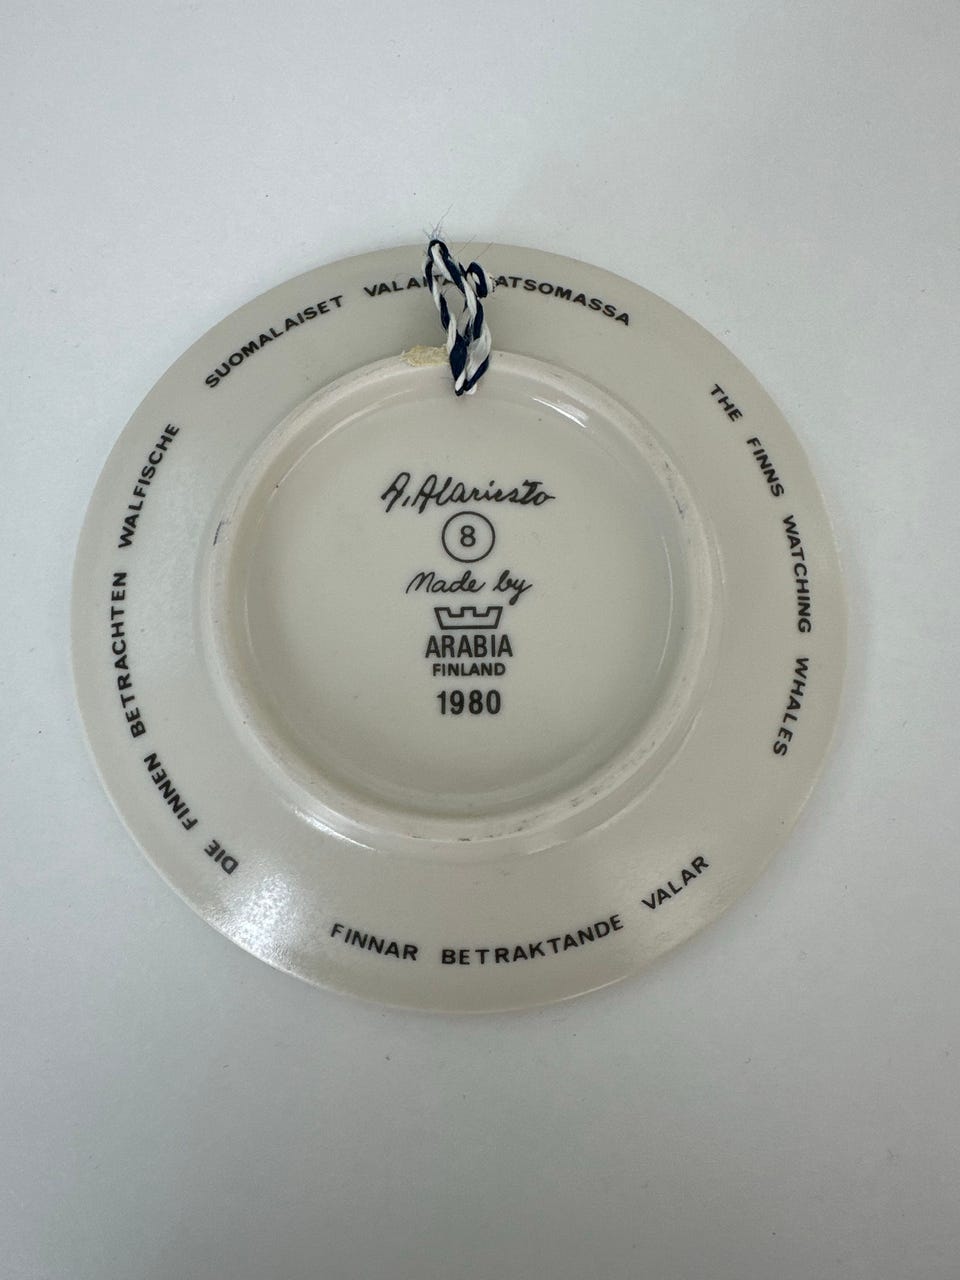 SUOMALAISET ATSOMASSA
THE FINNS WATCHING WHALES
FINNAR BETRAKTANDE VALAR
DIE FINNEN BETRACHTEN WALFISCHE
A. Alariesto
8
Made by
ARABIA
FINLAND
1980